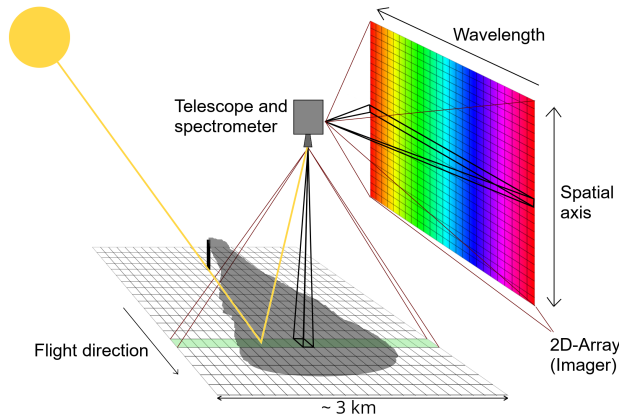 Wavelength
Telescope and
spectrometer
Spatial
axis
Flight direction
2D-Array
(Imager)
~ 3 km